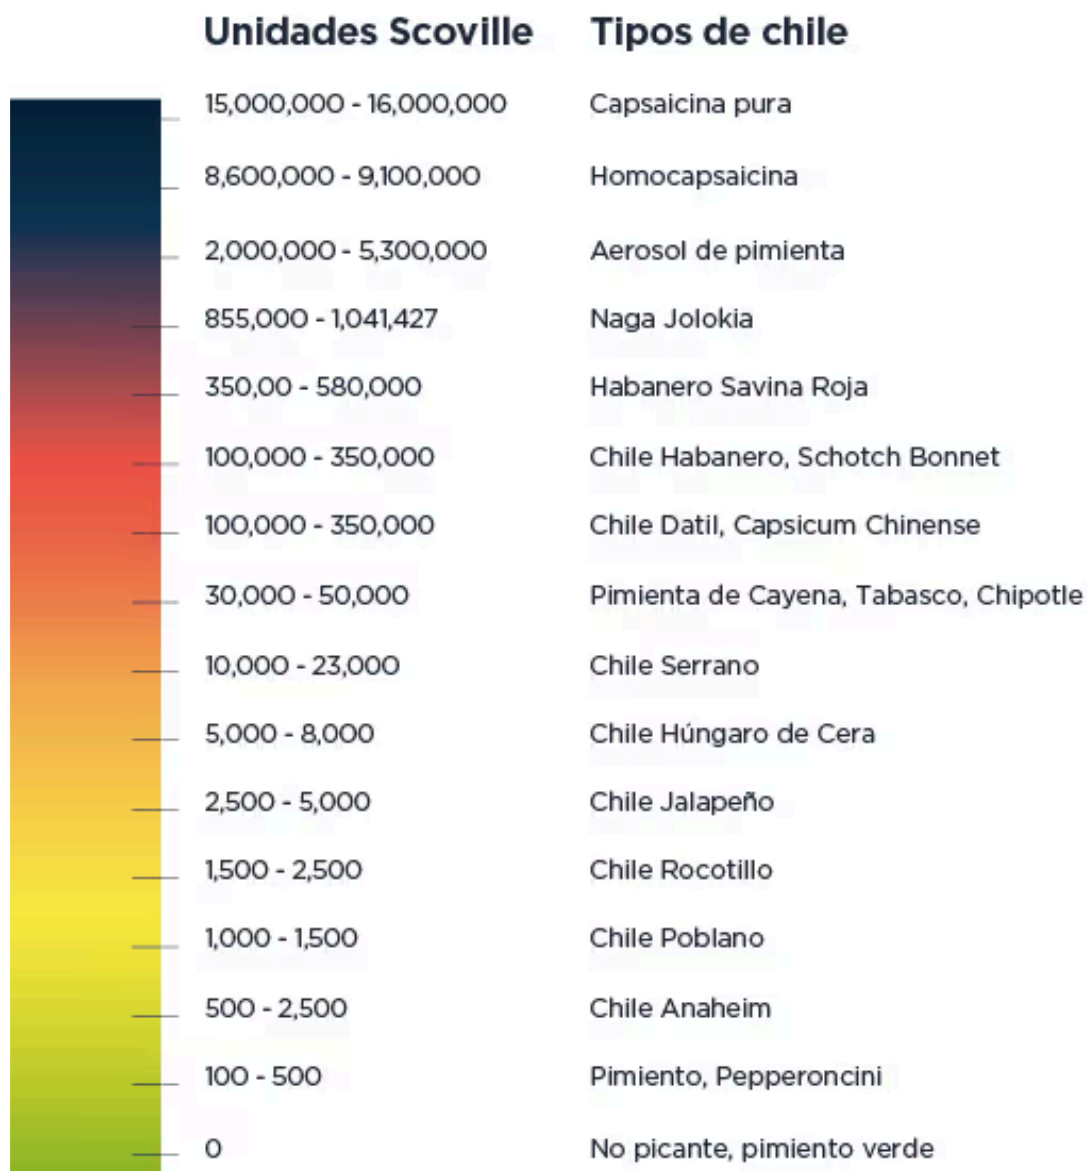 Unidades Scoville Tipos de chile
15,000,000 - 16,000,000 Capsaicina pura
8,600,000 - 9,100,000 Homocapsaicina
2,000,000 - 5,300,000 Aerosol de pimienta
855,000 - 1,041,427 Naga Jolokia
350,00 - 580,000 Habanero Savina Roja
100,000 - 350,000 Chile Habanero, Schotch Bonnet
100,000 - 350,000 Chile Datil, Capsicum Chinense
30,000 - 50,000 Pimienta de Cayena, Tabasco, Chipotle
10,000 - 23,000 Chile Serrano
5,000 - 8,000 Chile Húngaro de Cera
2,500 - 5,000 Chile Jalapeño
1,500 - 2,500 Chile Rocotillo
1,000 - 1,500 Chile Poblano
500 - 2,500 Chile Anaheim
100 - 500 Pimiento, Pepperoncini
0 No picante, pimiento verde